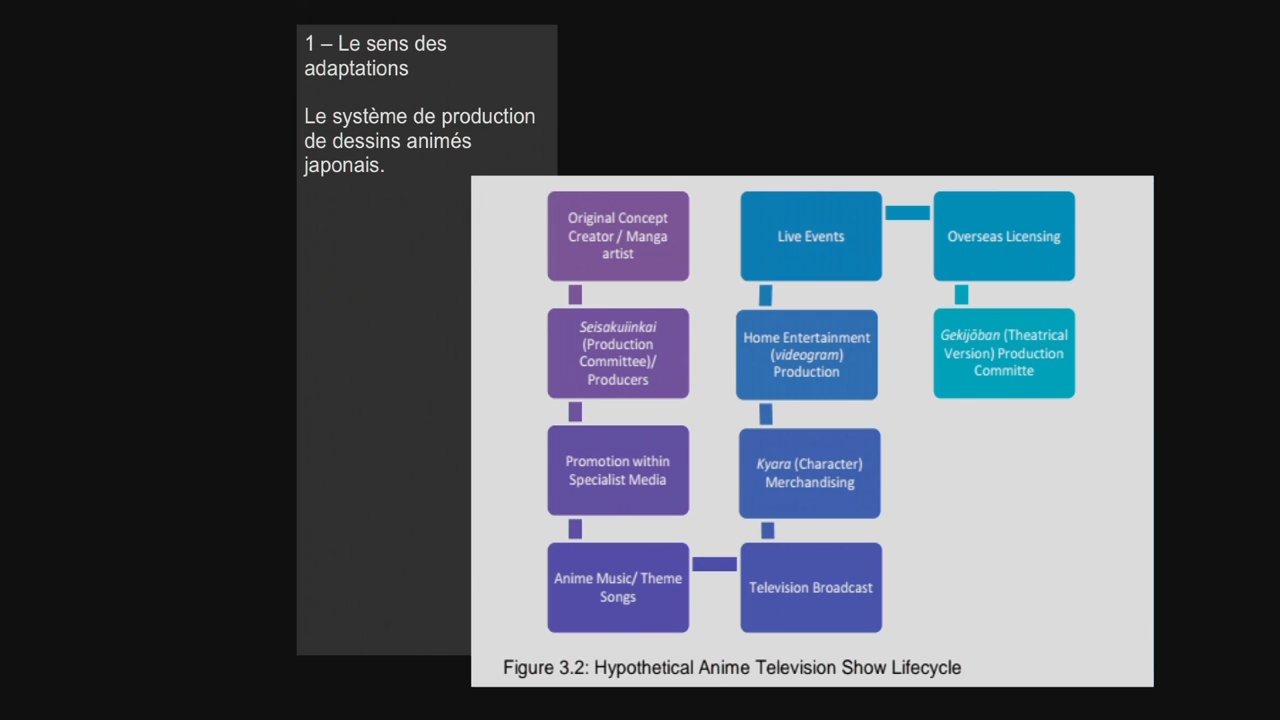 1 – Le sens des
adaptations
Le système de production
de dessins animés
japonais.
Original Concept
Creator / Manga
artist
Seisakuiinkai
(Production
Committee)/
Producers
Promotion within
Specialist Media
Anime Music/ Theme
Songs
Live Events
Home Entertainment
(videogram)
Production
Kyara (Character)
Merchandising
Television Broadcast
Overseas Licensing
Gekijōban (Theatrical
Version) Production
Committe
Figure 3.2: Hypothetical Anime Television Show Lifecycle